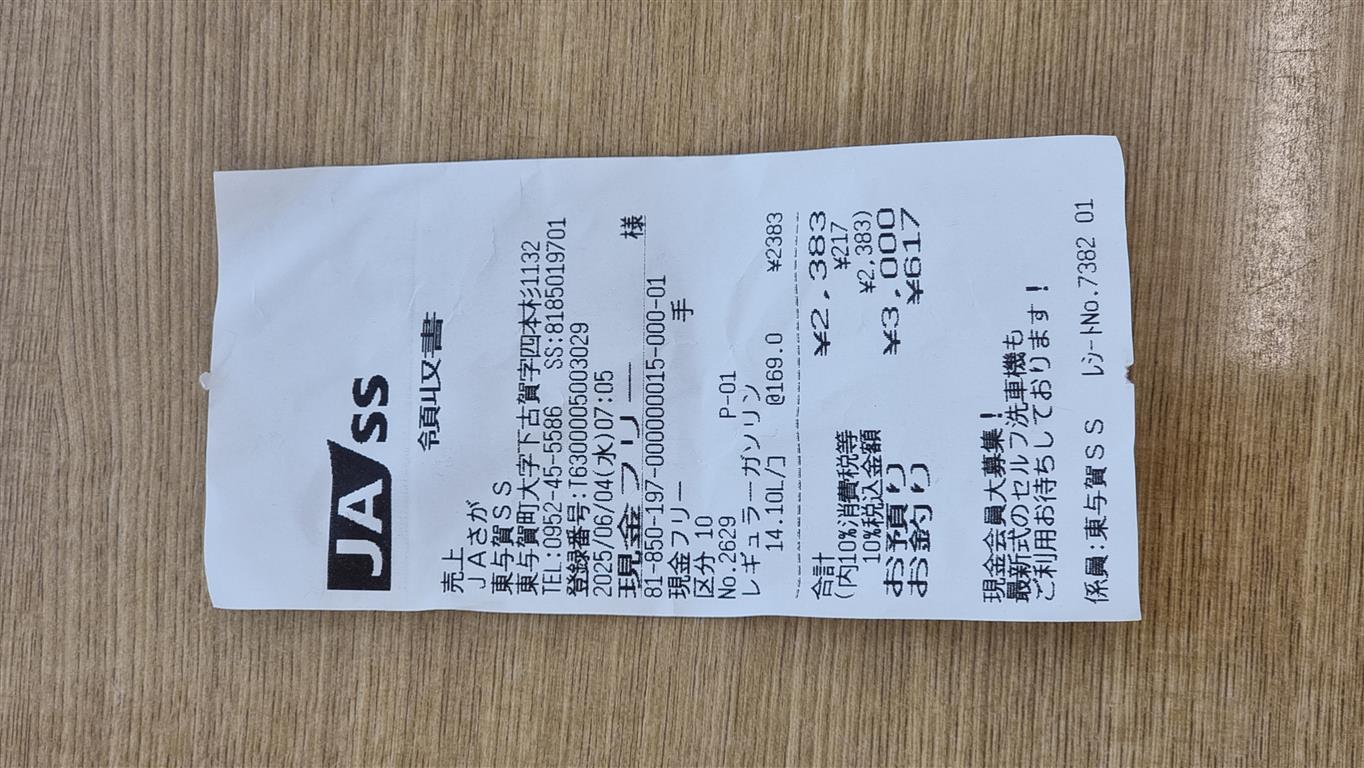 JA SS
領収書
売上
JAさが
東与賀SS
東与賀町大字下古賀字四本杉1132
TEL:0952-45-5586 SS:8185019701
登録番号:T6300005003029
2025/06/04(水)07:05
現金フリー 様
81-850-197-0000000015-000-01
現金フリー 手
区分 10
No.2629 P-01
レギュラーガソリン
14.10L/コ @169.0 ¥2383
合計 ¥2,383
(内10%消費税等 ¥217
10%税込金額 ¥2,383)
お預り ¥3,000
お釣り ¥617
現金会員大募集!
最新式のセルフ洗車機も
ご利用お待ちしております!
係員:東与賀SS レシートNo.7382 01